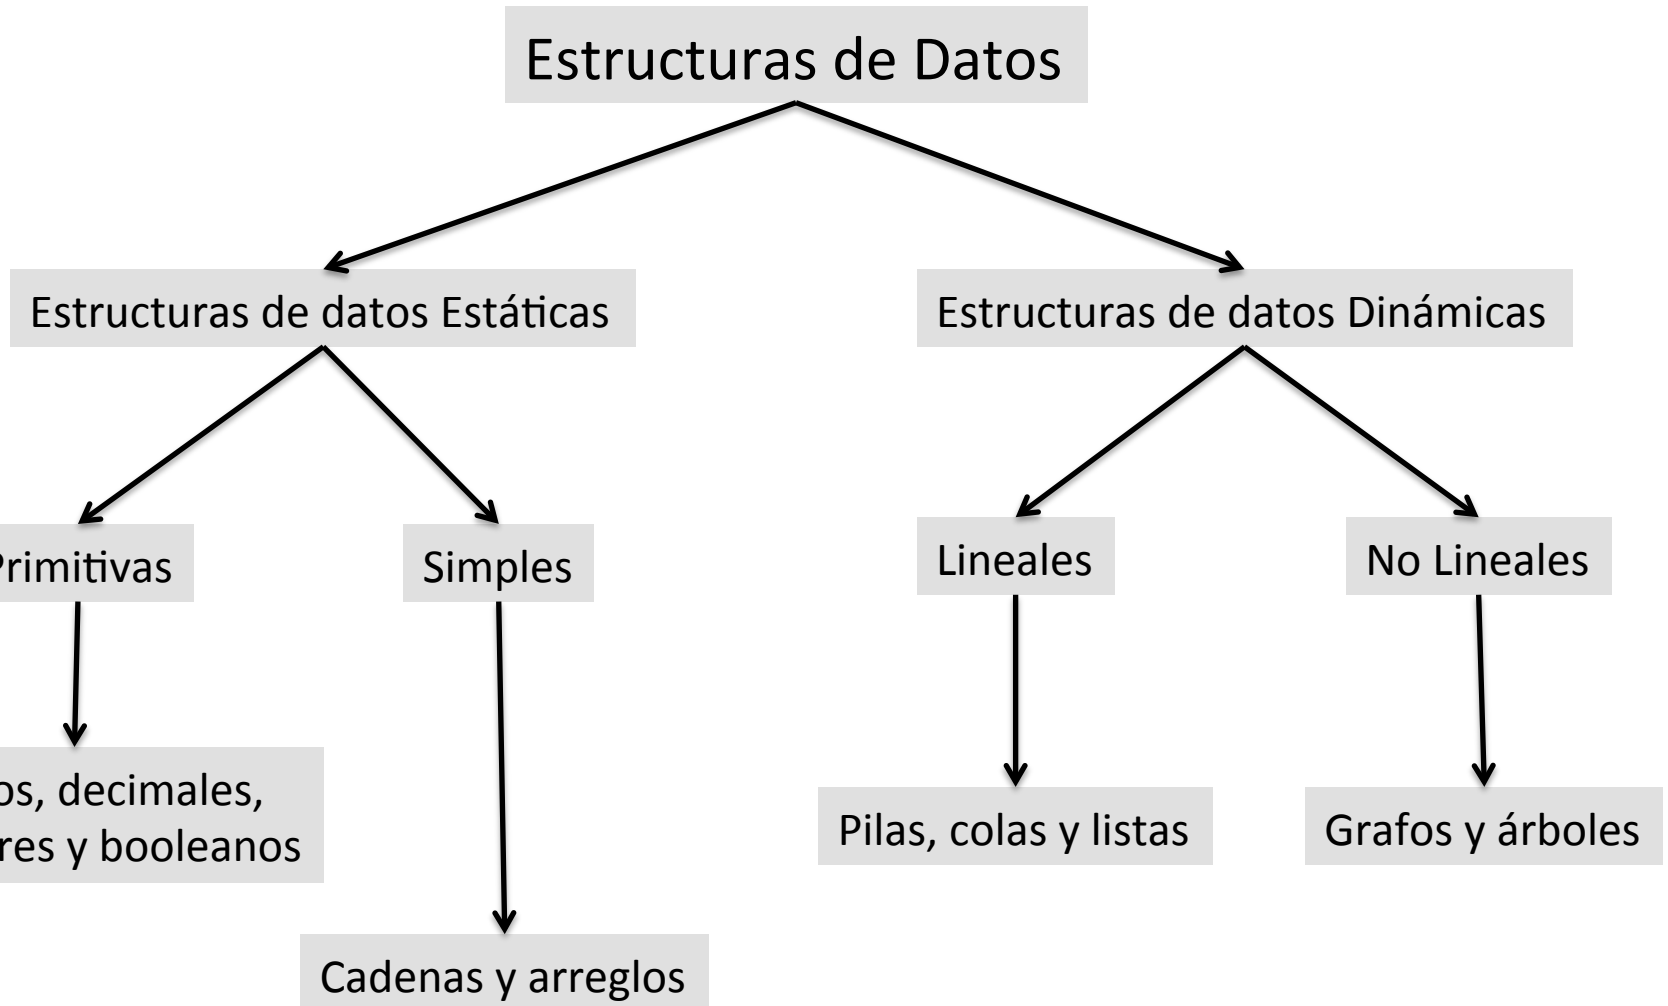 Estructuras de Datos
Estructuras de datos Estáticas
Estructuras de datos Dinámicas
Primitivas
Simples
Lineales
No Lineales
decimales,
y booleanos
Pilas, colas y listas
Grafos y árboles
Cadenas y arreglos